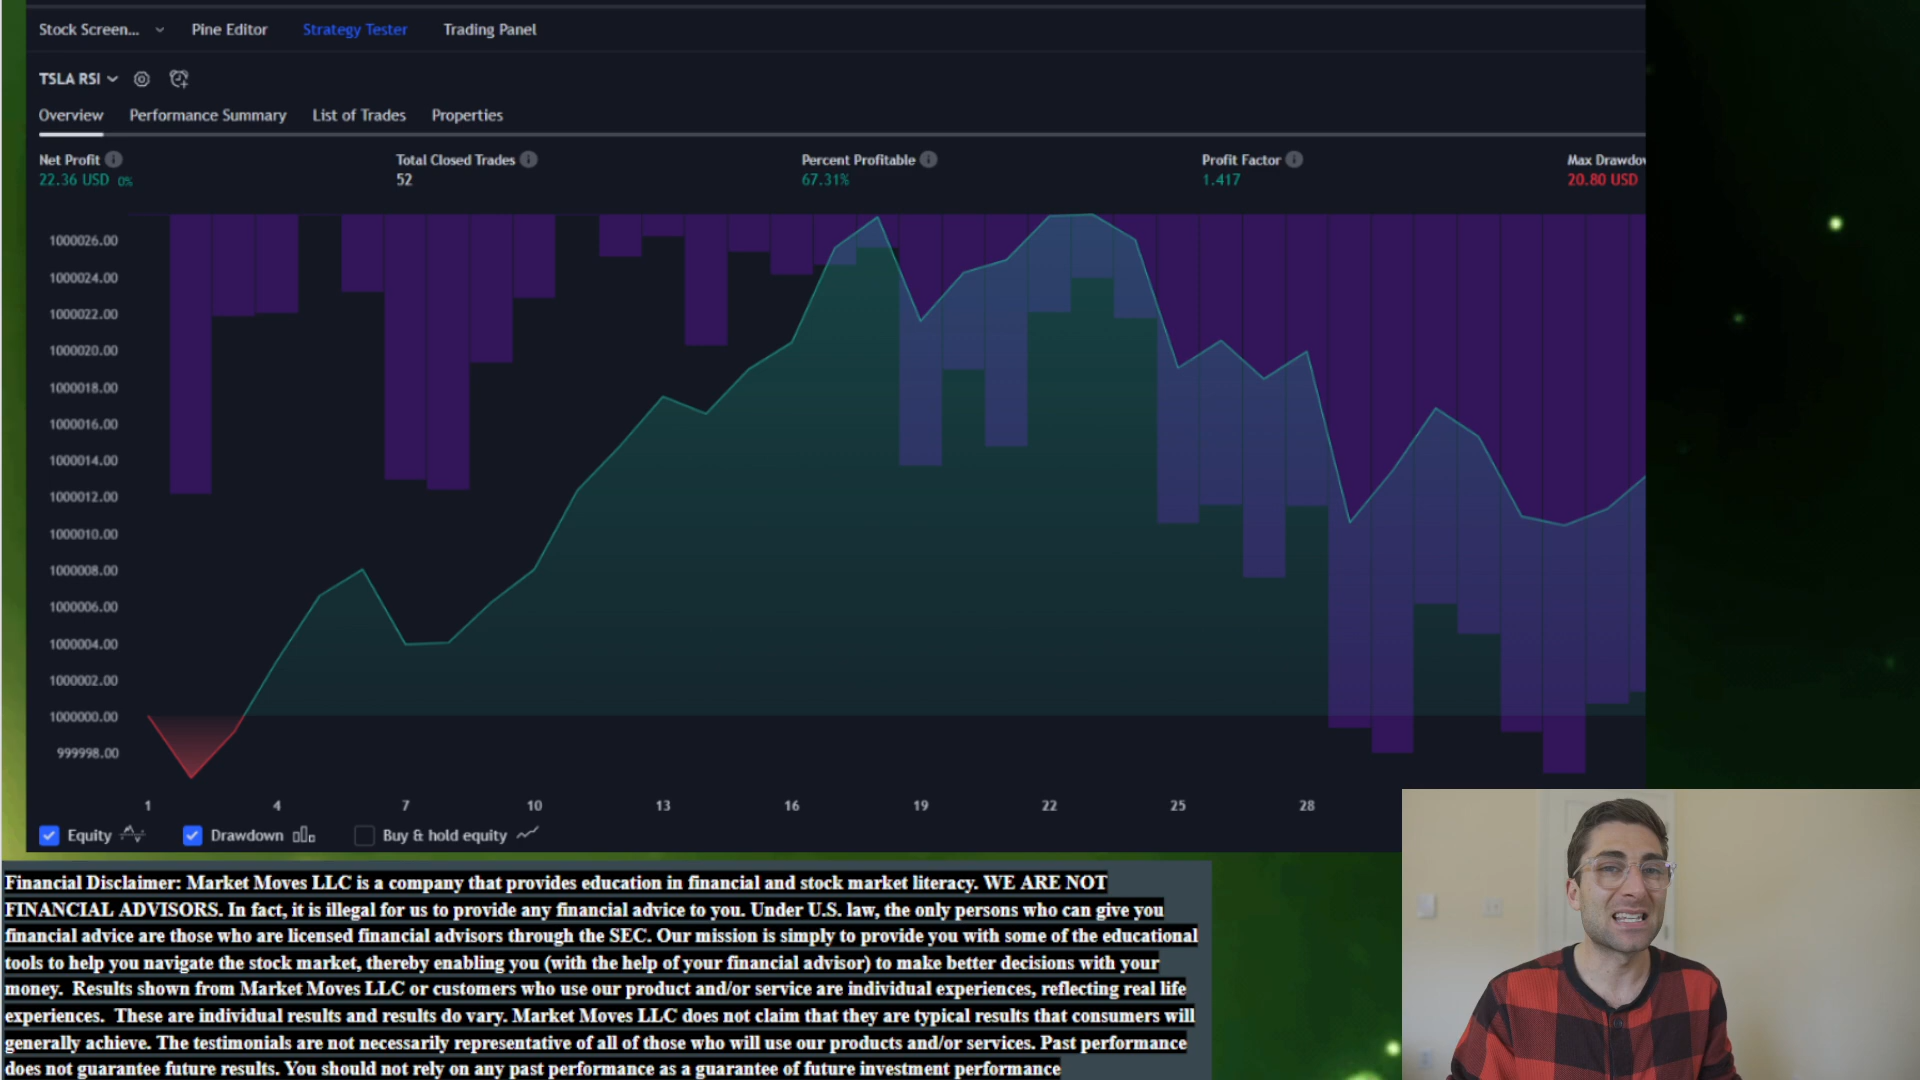 Stock Screen...
Pine Editor
Strategy Tester
Trading Panel
TSLA RSI
Overview
Performance Summary
List of Trades
Properties
Net Profit
Total Closed Trades
Percent Profitable
Profit Factor
Max Drawdow
22.36 USD 0%
52
67.31%
1.417
20.80 USD
1000026.00
1000024.00
1000022.00
1000020.00
1000018.00
1000016.00
1000014.00
1000012.00
1000010.00
1000008.00
1000006.00
1000004.00
1000002.00
1000000.00
999998.00
1 4 7 10 13 16 19 22 25 28
Equity
Drawdown
Buy & hold equity
Financial Disclaimer: Market Moves LLC is a company that provides education in financial and stock market literacy. WE ARE NOT
FINANCIAL ADVISORS. In fact, it is illegal for us to provide any financial advice to you. Under U.S. law, the only persons who can give you
financial advice are those who are licensed financial advisors through the SEC. Our mission is simply to provide you with some of the educational
tools to help you navigate the stock market, thereby enabling you (with the help of your financial advisor) to make better decisions with your
money.  Results shown from Market Moves LLC or customers who use our product and/or service are individual experiences, reflecting real life
experiences.  These are individual results and results do vary. Market Moves LLC does not claim that they are typical results that consumers will
generally achieve. The testimonials are not necessarily representative of all of those who will use our products and/or services. Past performance
does not guarantee future results. You should not rely on any past performance as a guarantee of future investment performance